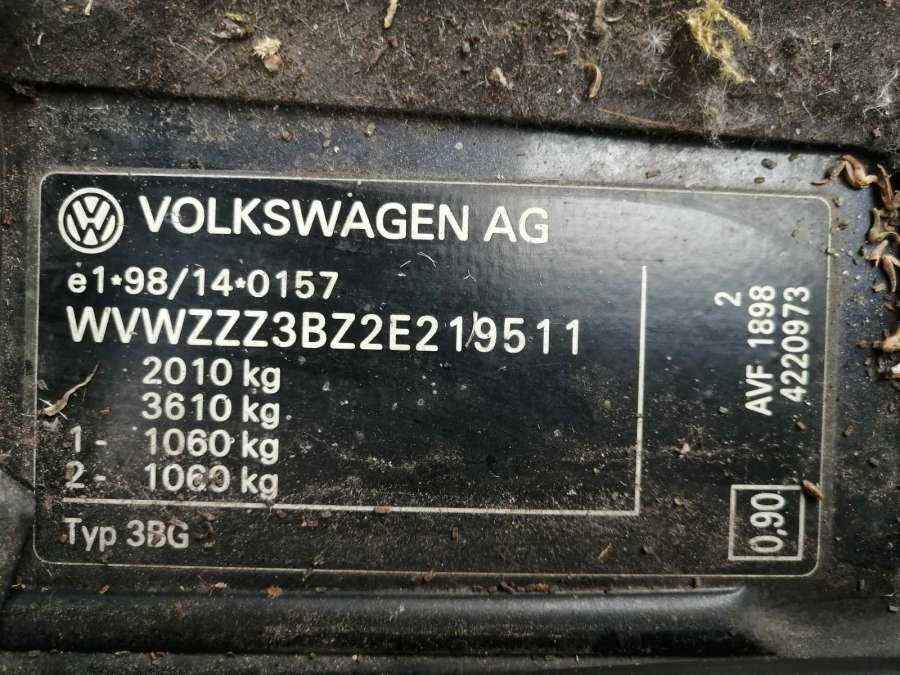 VOLKSWAGEN AG
e1*98/14*0157
WVWZZZ3BZ2E219511
2010 kg
3610 kg
1- 1060 kg
2- 1060 kg
Typ 3BG
2
AVF 1898
4220973
0,90